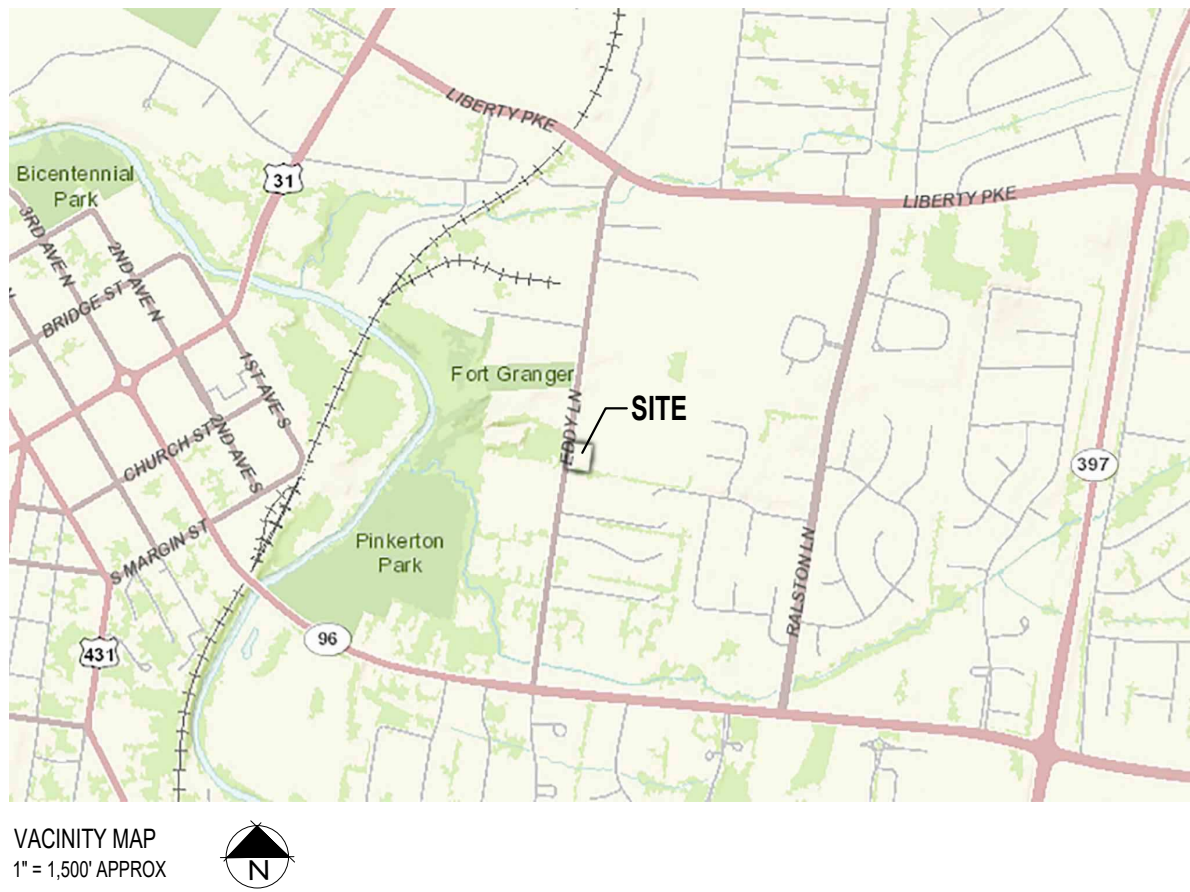 LIBERTY PKE
31
Bicentennial
Park
LIBERTY PKE
3RD AVE N
2ND AVE N
BRIDGE ST
1ST AVE S
Fort Granger
EDDY LN
SITE
CHURCH ST
2ND AVE S
397
S MARGIN ST
Pinkerton
Park
RALSTON LN
96
431
VACINITY MAP
1" = 1,500' APPROX
N